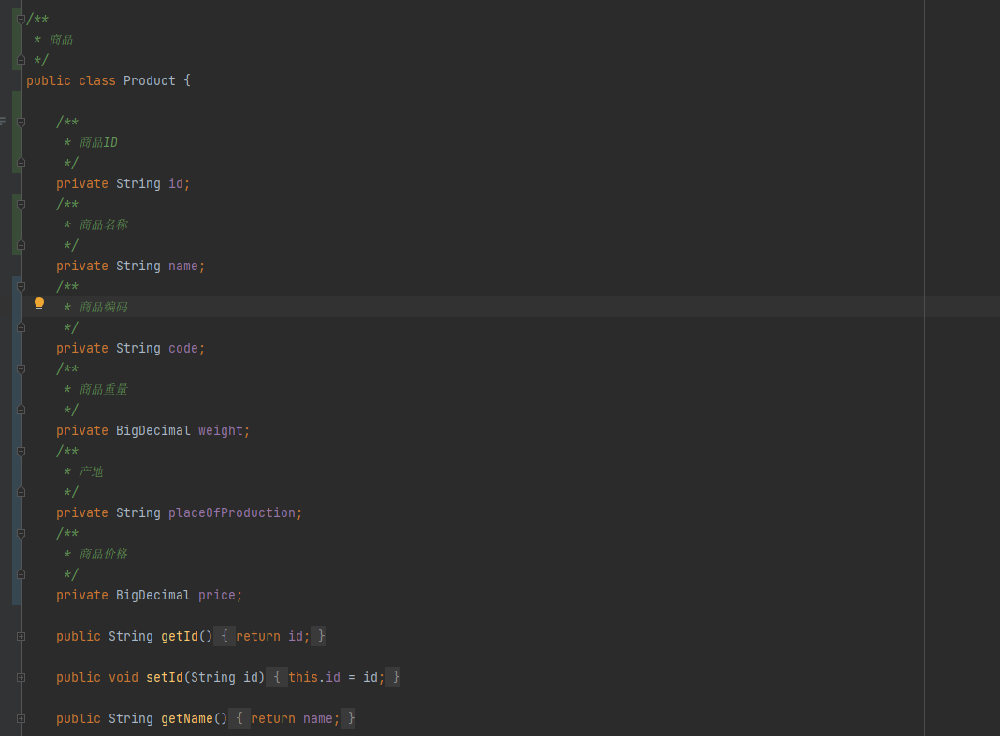 /**
 * 商品
 */
public class Product {
    /**
     * 商品ID
     */
    private String id;
    /**
     * 商品名称
     */
    private String name;
    /**
     * 商品编码
     */
    private String code;
    /**
     * 商品重量
     */
    private BigDecimal weight;
    /**
     * 产地
     */
    private String placeOfProduction;
    /**
     * 商品价格
     */
    private BigDecimal price;
    public String getId() { return id; }
    public void setId(String id) { this.id = id; }
    public String getName() { return name; }